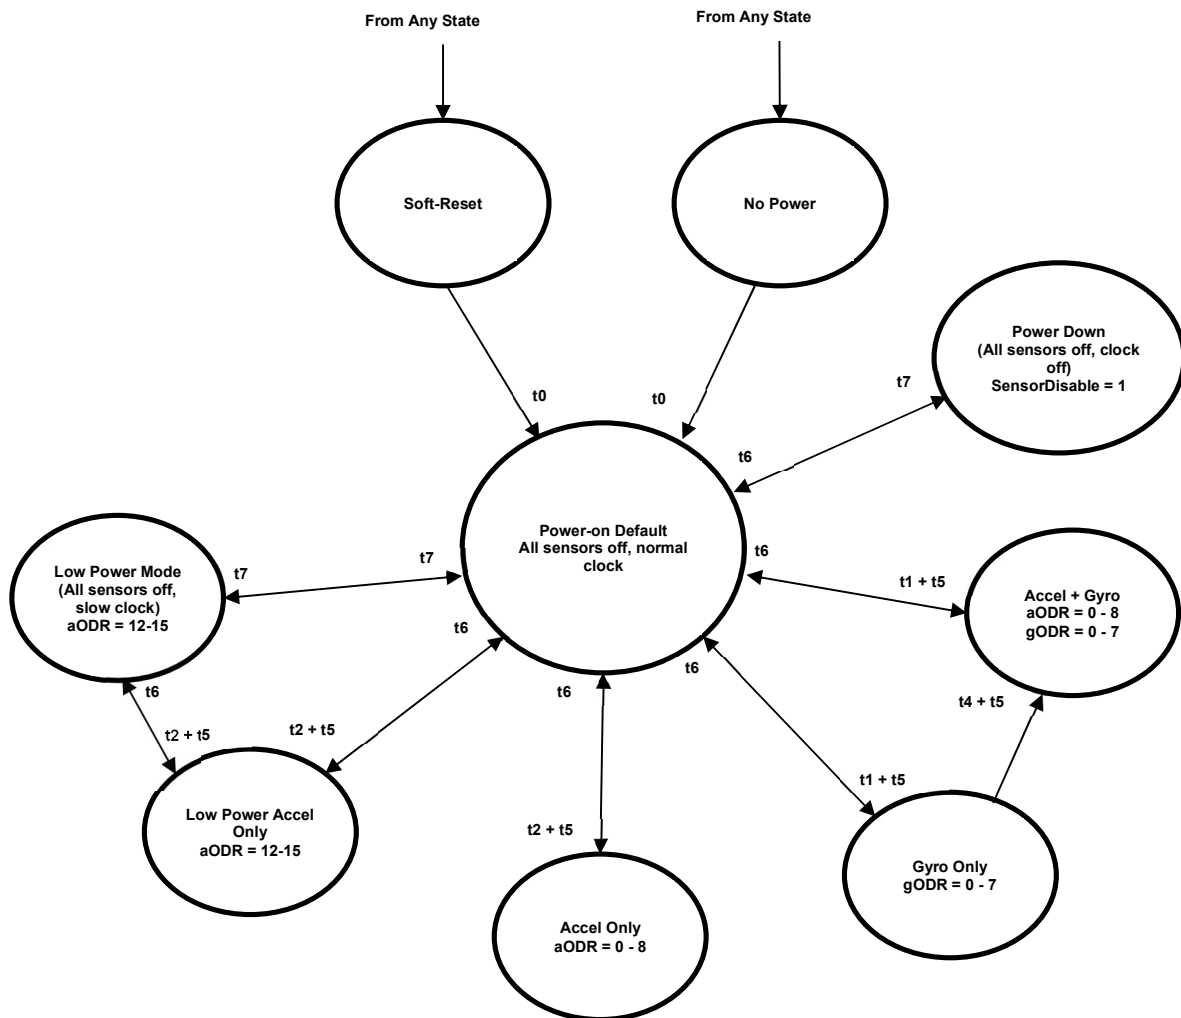 From Any State
From Any State
Soft-Reset
No Power
Power Down
(All sensors off, clock
off)
SensorDisable = 1
t7
t0
t0
t6
Power-on Default
All sensors off, normal
clock
t6
Low Power Mode
(All sensors off,
slow clock)
aODR = 12-15
t7
t7
t1 + t5
Accel + Gyro
aODR = 0 - 8
gODR = 0 - 7
t6
t6
t6
t6
t4 + t5
t2 + t5
t2 + t5
t1 + t5
Low Power Accel
Only
aODR = 12-15
t2 + t5
Gyro Only
gODR = 0 - 7
Accel Only
aODR = 0 - 8